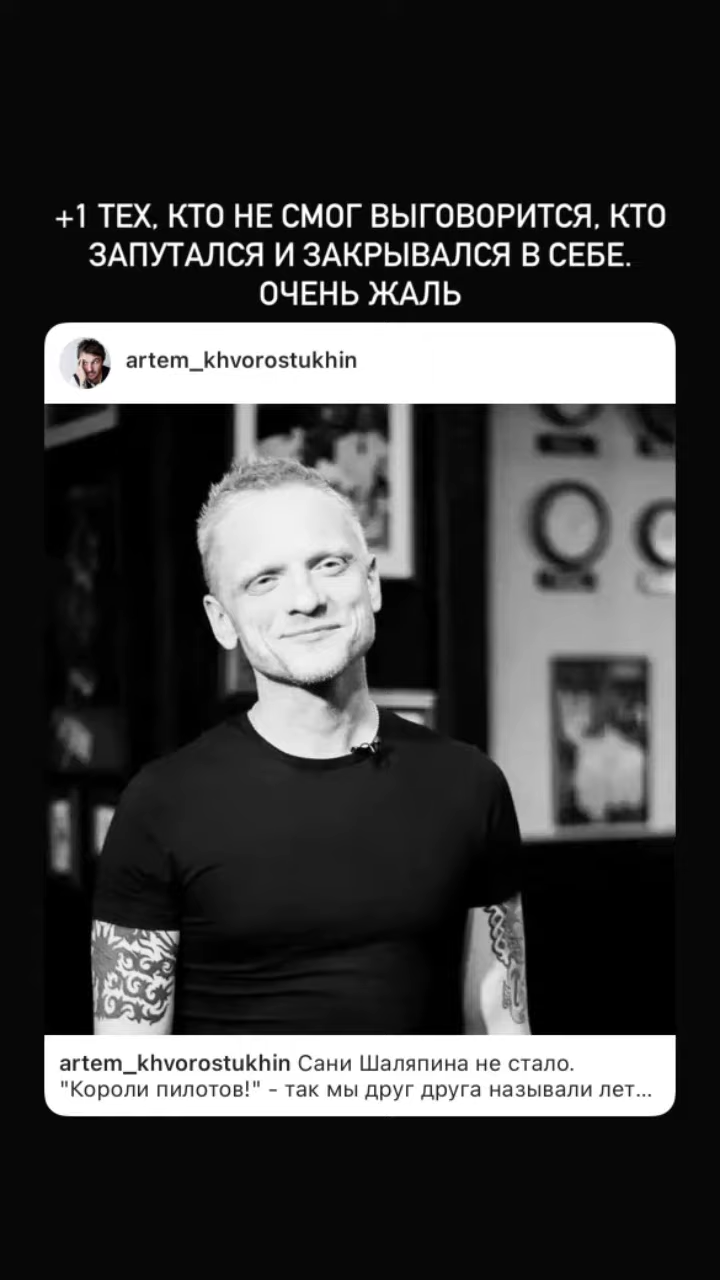 +1 ТЕХ, КТО НЕ СМОГ ВЫГОВОРИТСЯ, КТО
ЗАПУТАЛСЯ И ЗАКРЫВАЛСЯ В СЕБЕ.
ОЧЕНЬ ЖАЛЬ
artem_khvorostukhin
artem_khvorostukhin Сани Шаляпина не стало.
"Короли пилотов!" - так мы друг друга называли лет...